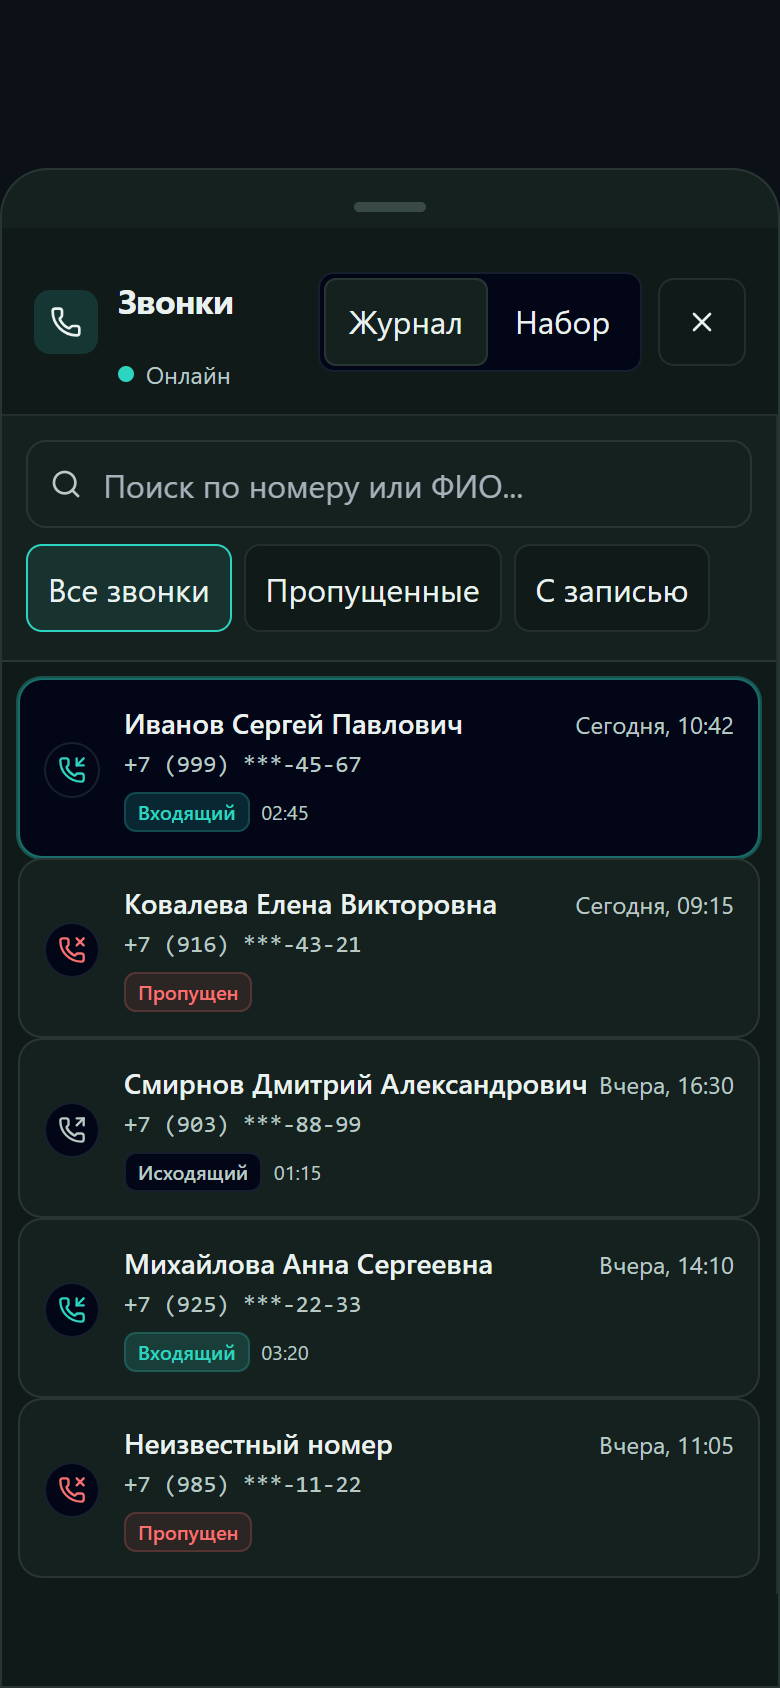 Звонки
Онлайн
Журнал
Набор
Поиск по номеру или ФИО...
Все звонки
Пропущенные
С записью
Иванов Сергей Павлович
Сегодня, 10:42
+7 (999) ***-45-67
Входящий 02:45
Ковалева Елена Викторовна
Сегодня, 09:15
+7 (916) ***-43-21
Пропущен
Смирнов Дмитрий Александрович
Вчера, 16:30
+7 (903) ***-88-99
Исходящий 01:15
Михайлова Анна Сергеевна
Вчера, 14:10
+7 (925) ***-22-33
Входящий 03:20
Неизвестный номер
Вчера, 11:05
+7 (985) ***-11-22
Пропущен